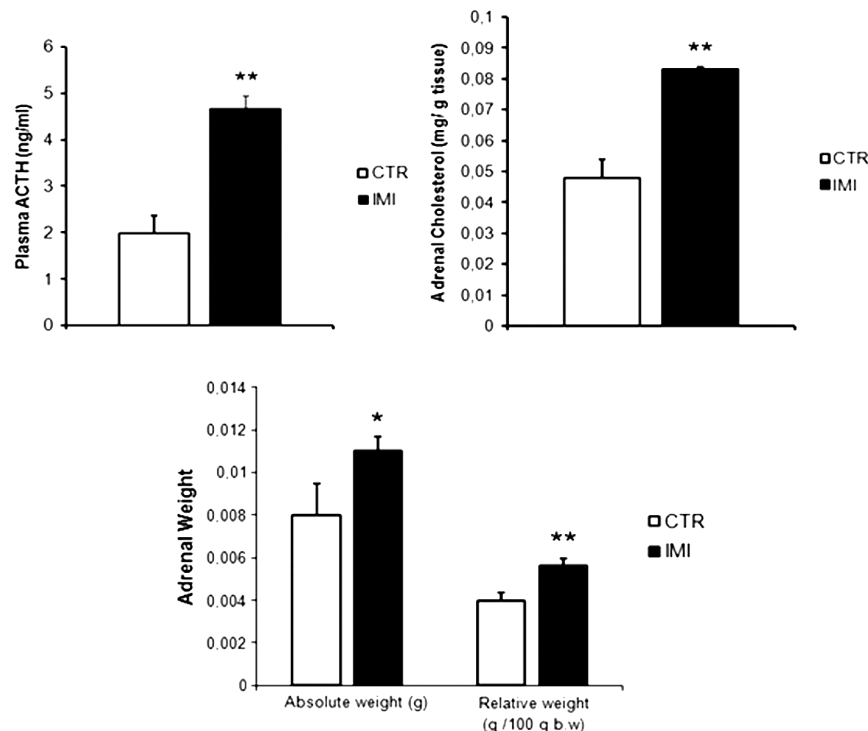 Plasma ACTH (ng/ml)
6
5
4
3
2
1
0
**
CTR
IMI
Adrenal Cholesterol (mg/ g tissue)
0,1
0,09
0,08
0,07
0,06
0,05
0,04
0,03
0,02
0,01
0
**
CTR
IMI
Adrenal Weight
0,014
0,012
0,01
0,008
0,006
0,004
0,002
0
*
**
Absolute weight (g)
Relative weight
(g /100 g b.w)
CTR
IMI